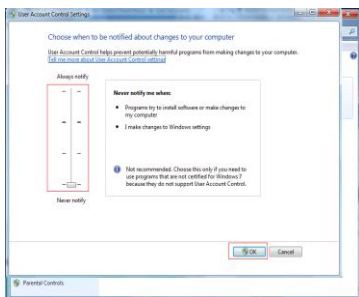 User Account Control Settings
Choose when to be notified about changes to your computer
User Account Control helps prevent potentially harmful programs from making changes to your computer.
Tell me more about User Account Control settings
Always notify
Never notify me when:
Programs try to install software or make changes to
my computer
I make changes to Windows settings
Not recommended. Choose this only if you need to
use programs that are not certified for Windows 7
because they do not support User Account Control.
Never notify
OK
Cancel
Parental Controls